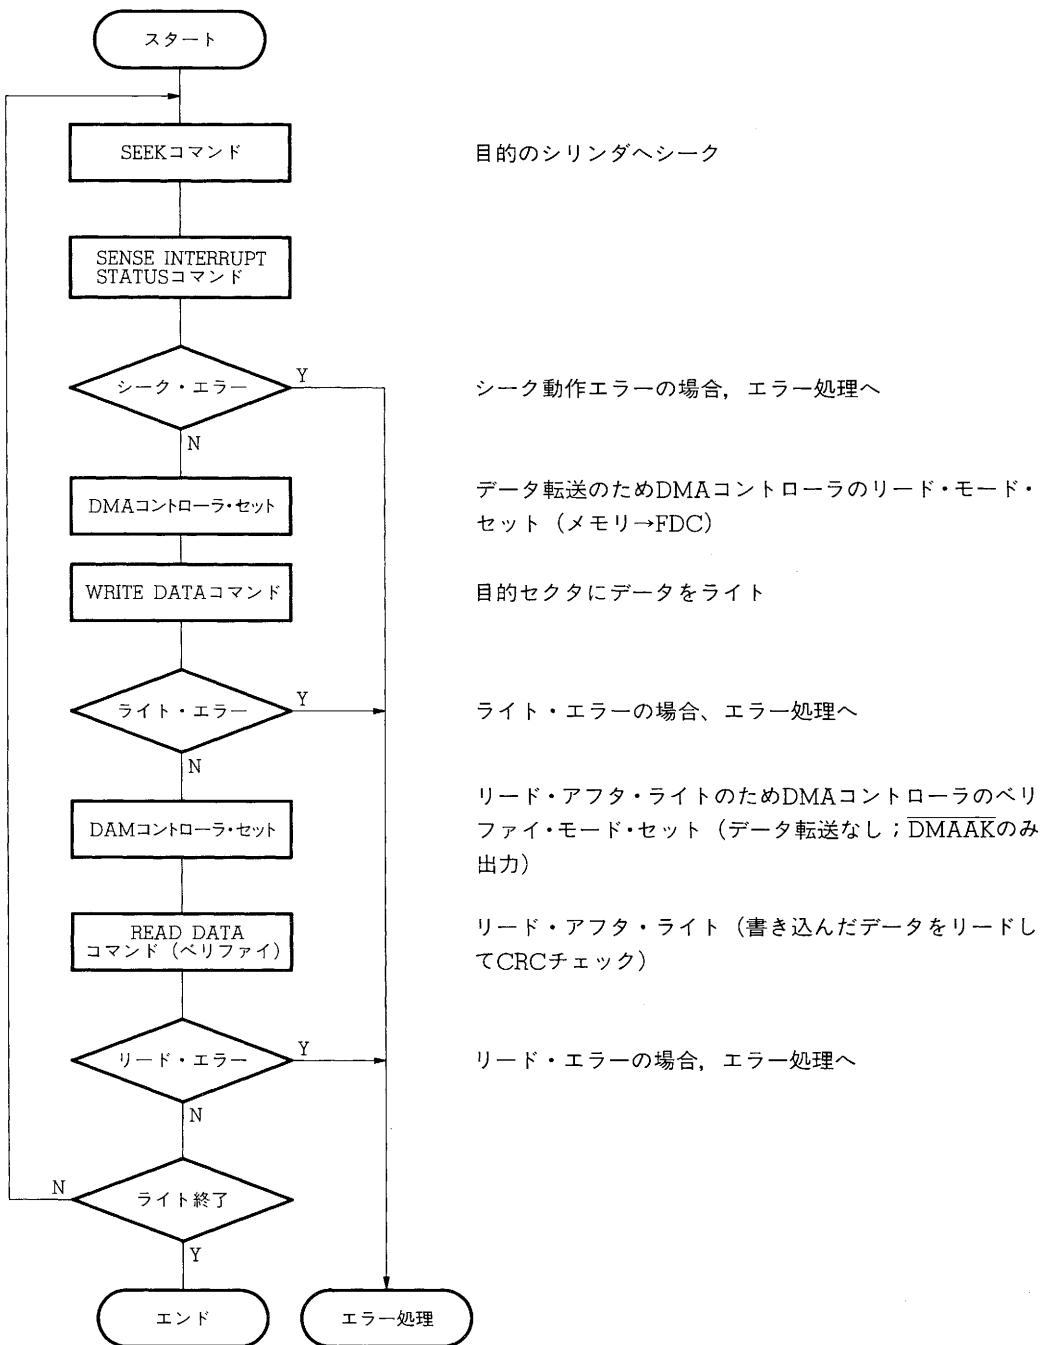 スタート
SEEKコマンド
目的のシリンダへシーク
SENSE INTERRUPT
STATUSコマンド
シーク・エラー
Y
シーク動作エラーの場合，エラー処理へ
N
DMAコントローラ・セット
データ転送のためDMAコントローラのリード・モード・
セット（メモリ→FDC）
WRITE DATAコマンド
目的セクタにデータをライト
ライト・エラー
Y
ライト・エラーの場合、エラー処理へ
N
DAMコントローラ・セット
リード・アフタ・ライトのためDMAコントローラのベリ
ファイ・モード・セット（データ転送なし；DMAAKのみ
出力）
READ DATA
コマンド（ベリファイ）
リード・アフタ・ライト（書き込んだデータをリードし
てCRCチェック）
リード・エラー
Y
リード・エラーの場合，エラー処理へ
N
N
ライト終了
Y
エンド
エラー処理